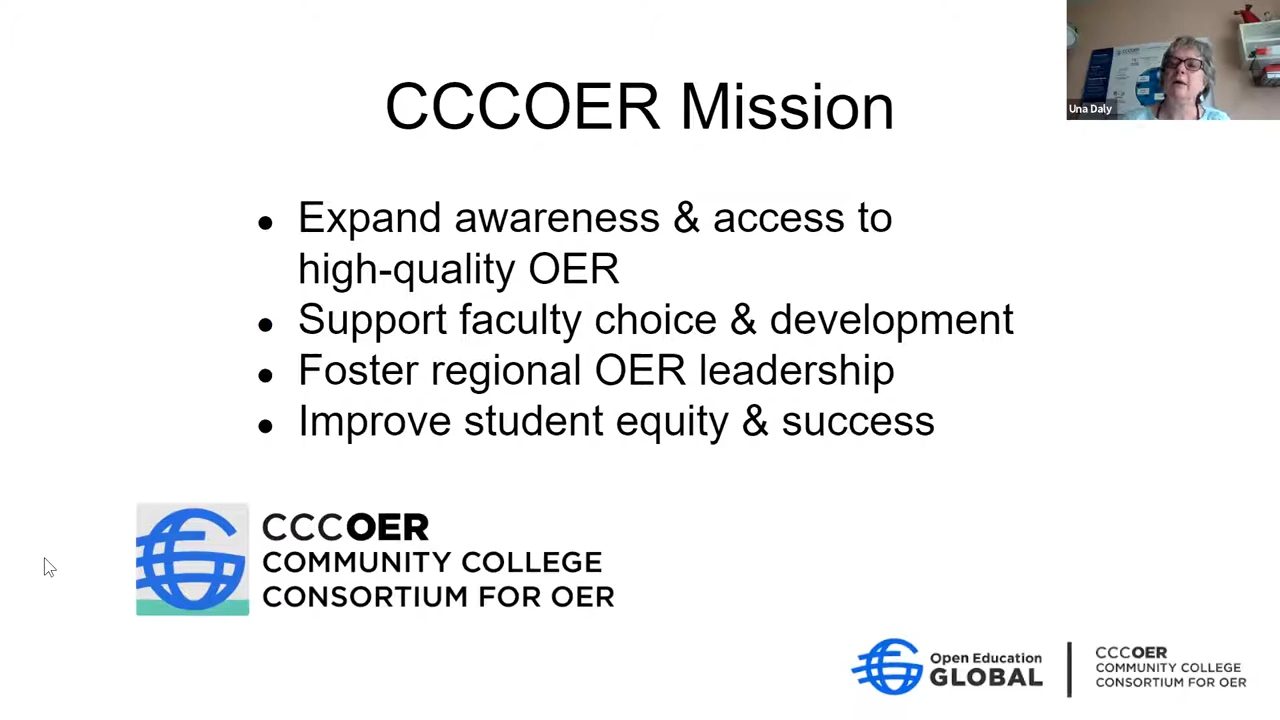 CCCOER Mission
Una Daly
● Expand awareness & access to
high-quality OER
● Support faculty choice & development
● Foster regional OER leadership
● Improve student equity & success
CCCOER
COMMUNITY COLLEGE
CONSORTIUM FOR OER
Open Education
GLOBAL
CCCOER
COMMUNITY COLLEGE
CONSORTIUM FOR OER